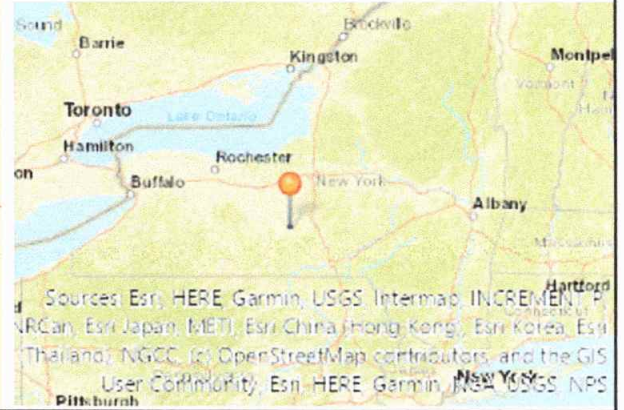 Sound
Brockville
Barrie
Kingston
Montpel
Vermont
Toronto
Lake Ontario
Hamilton
Rochester
on
Buffalo
New York
Albany
Massachus
Hartford
Connecticut
Sources: Esri, HERE, Garmin, USGS, Intermap, INCREMENT P,
NRCan, Esri Japan, METI, Esri China (Hong Kong), Esri Korea, Esri
Thailand, NGCC, (c) OpenStreetMap contributors, and the GIS
User Community, Esri, HERE, Garmin, NGA, USGS, NPS
New York
Pittsburgh